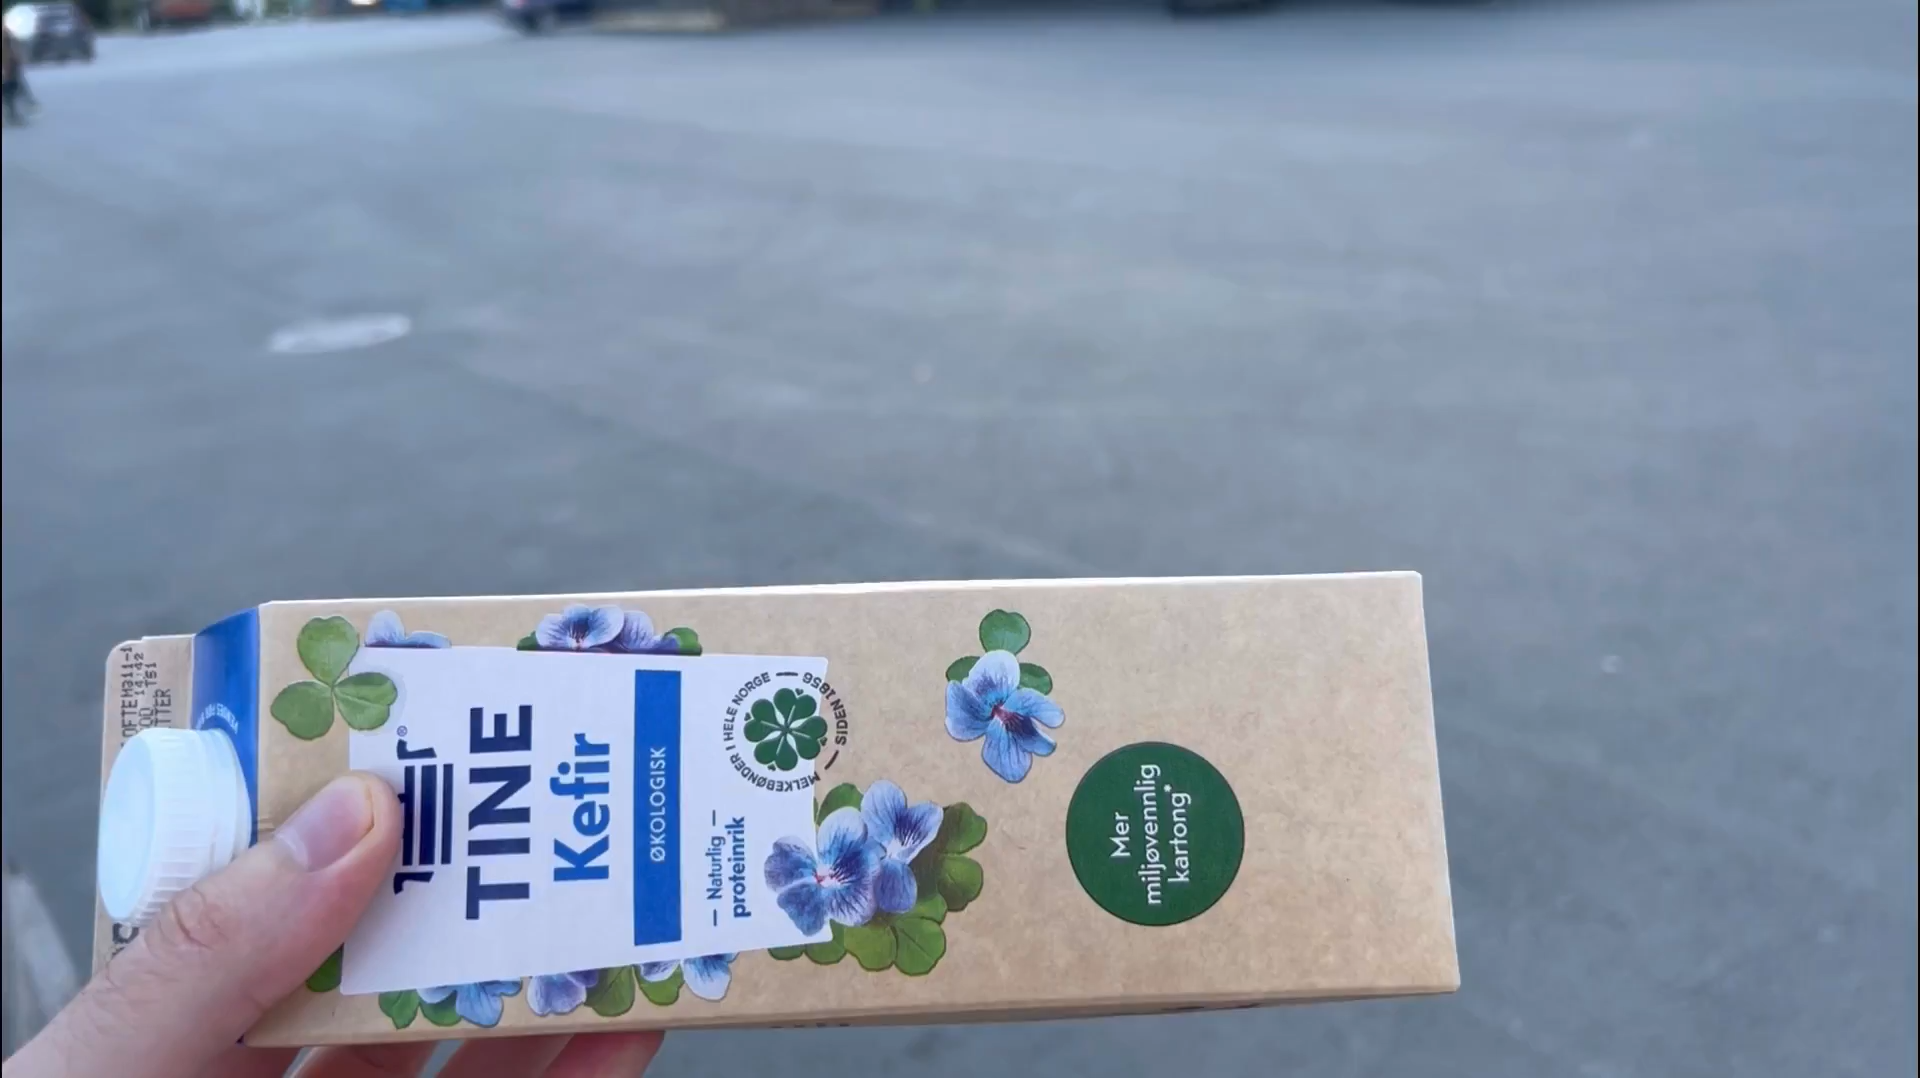 TINE®
Kefir
ØKOLOGISK
— Naturlig —
proteinrik
MELKEBØNDER I HELE NORGE — SIDEN 1856 —
Mer
miljøvennlig
kartong*